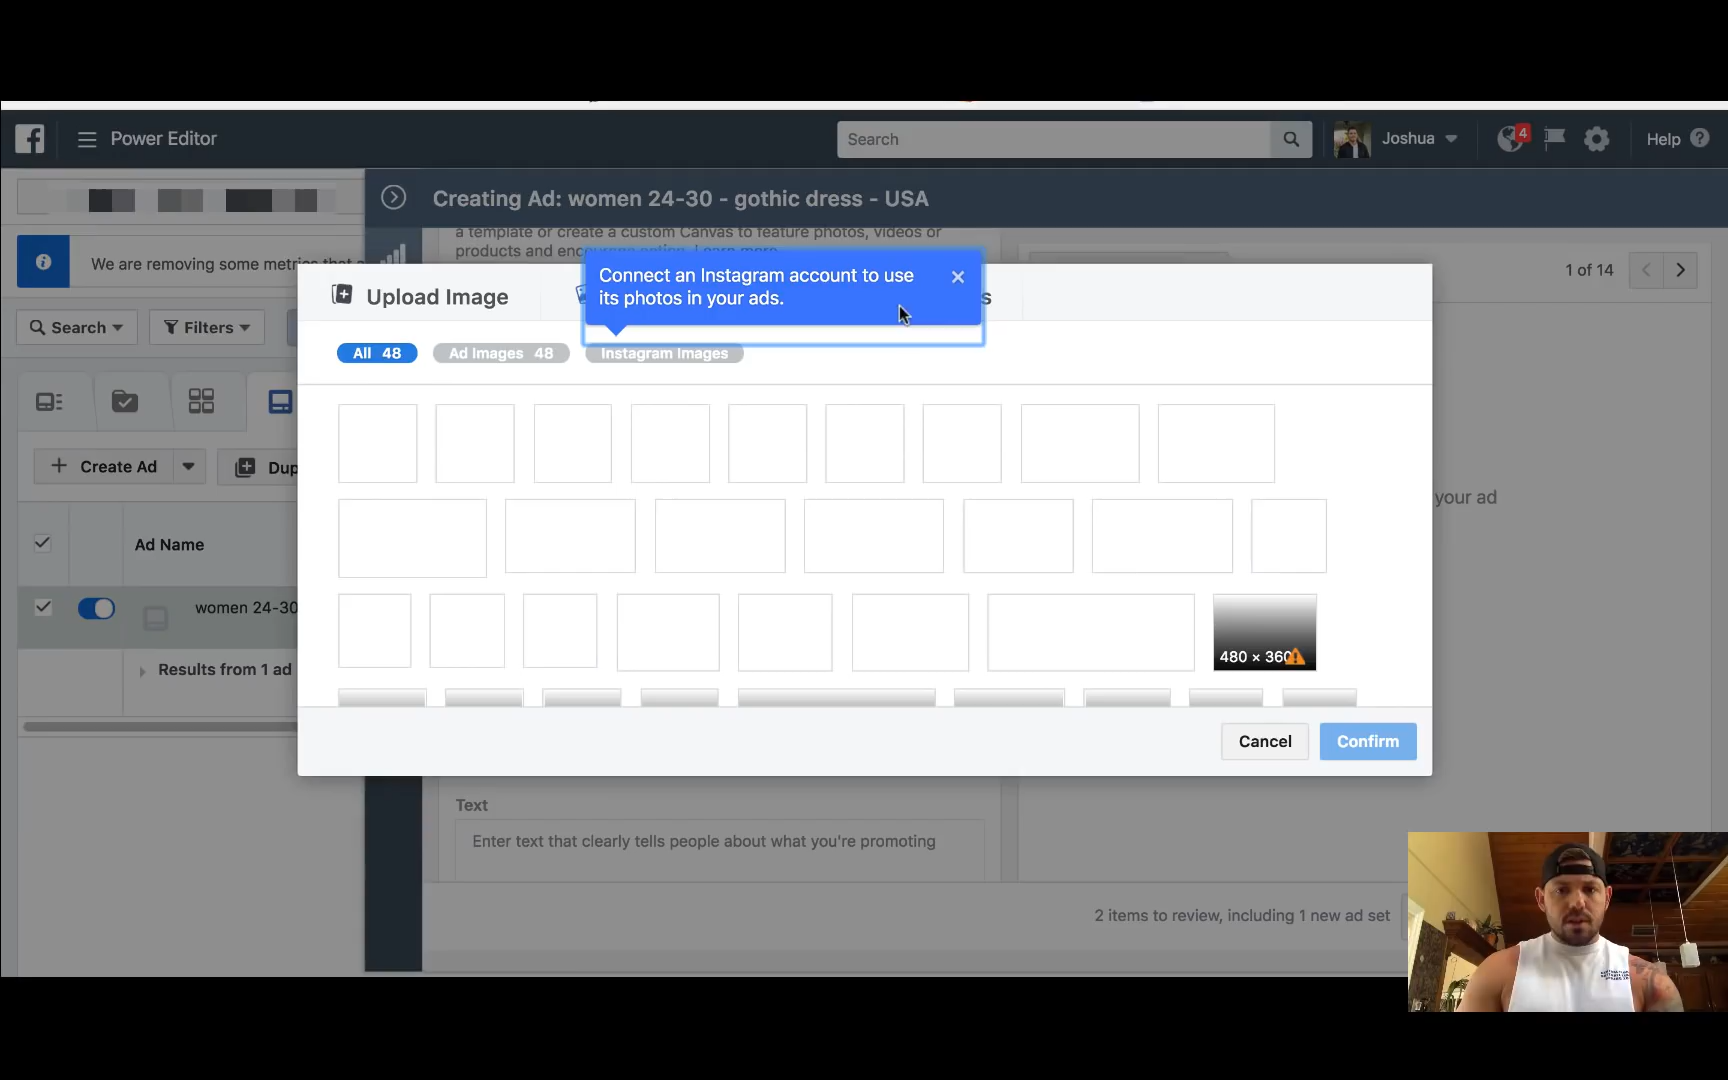 Power Editor
Search
Joshua
4
Help
Creating Ad: women 24-30 - gothic dress - USA
a template or create a custom Canvas to feature photos, videos or
products and
We are removing some metrics that a
1 of 14
Upload Image
Connect an Instagram account to use
its photos in your ads.
s
Search
Filters
All 48
Ad Images 48
Instagram Images
Create Ad
Dup
your ad
Ad Name
women 24-30
480 × 360
Results from 1 ad
Cancel
Confirm
Text
Enter text that clearly tells people about what you're promoting
2 items to review, including 1 new ad set